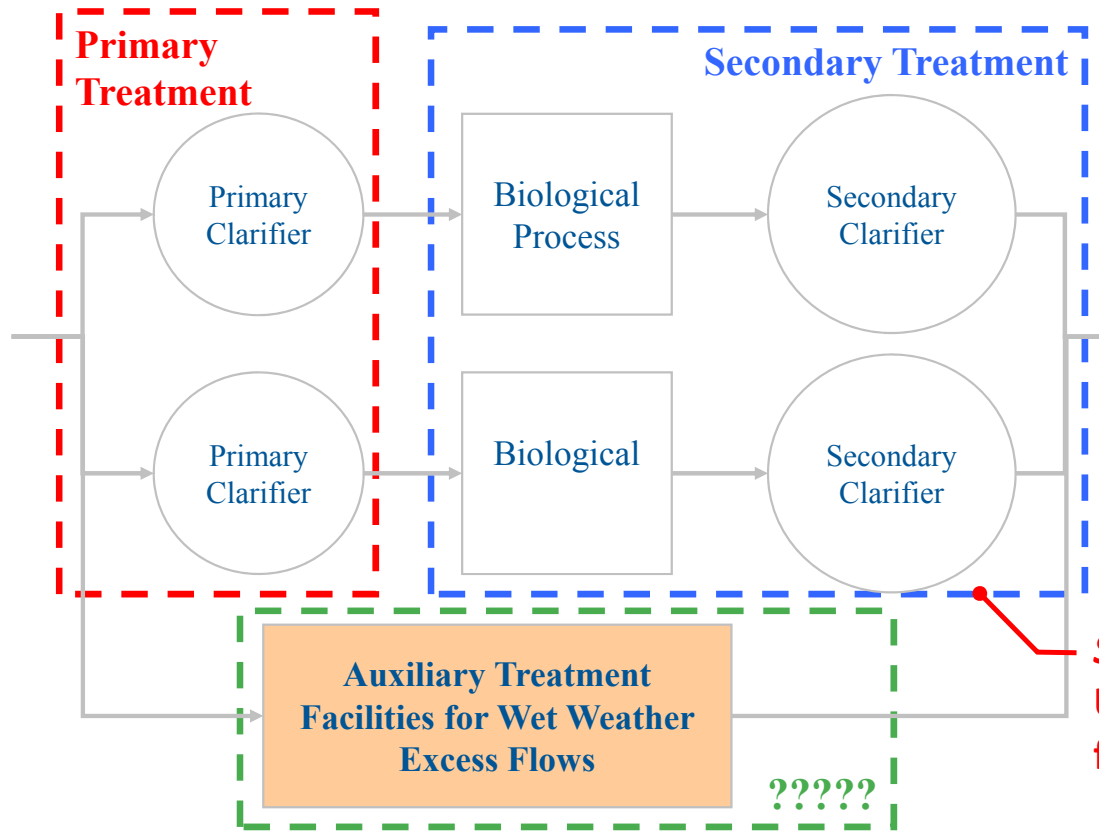 Primary
Treatment
Secondary Treatment
Primary
Clarifier
Biological
Process
Secondary
Clarifier
Primary
Clarifier
Biological
Secondary
Clarifier
Auxiliary Treatment
Facilities for Wet Weather
Excess Flows
?????